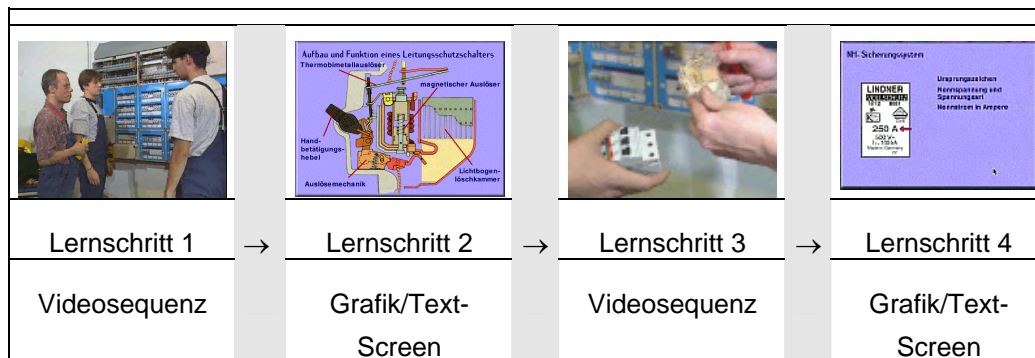 Aufbau und Funktion eines Leitungsschutzschalters
Thermobimetallauslöser
magnetischer Auslöser
Hand-
betätigungs-
hebel
Auslösemechanik
Lichtbogen-
löschkammer
NH-Sicherungssystem
LINDNER
250 A
500 V~
Ursprungszeichen
Nennspannung und
Spannungsart
Nennstrom in Ampere
Lernschritt 1 → Lernschritt 2 → Lernschritt 3 → Lernschritt 4
Videosequenz
Grafik/Text-
Screen
Videosequenz
Grafik/Text-
Screen